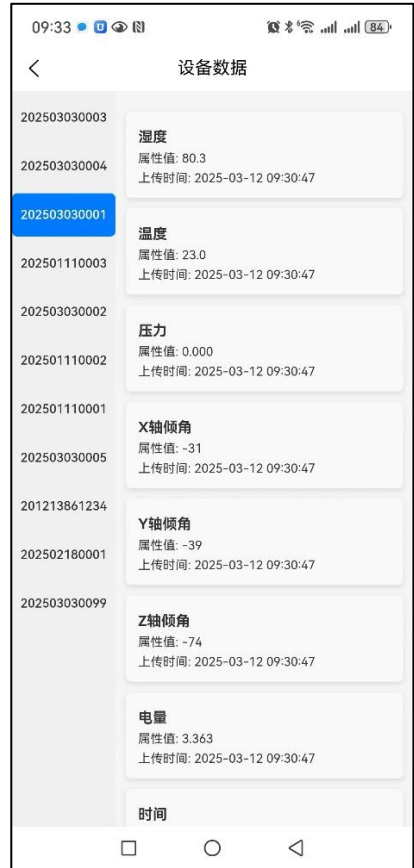 09:33
84
设备数据
202503030003
202503030004
202503030001
202501110003
202503030002
202501110002
202501110001
202503030005
201213861234
202502180001
202503030099
湿度
属性值: 80.3
上传时间: 2025-03-12 09:30:47
温度
属性值: 23.0
上传时间: 2025-03-12 09:30:47
压力
属性值: 0.000
上传时间: 2025-03-12 09:30:47
X轴倾角
属性值: -31
上传时间: 2025-03-12 09:30:47
Y轴倾角
属性值: -39
上传时间: 2025-03-12 09:30:47
Z轴倾角
属性值: -74
上传时间: 2025-03-12 09:30:47
电量
属性值: 3.363
上传时间: 2025-03-12 09:30:47
时间